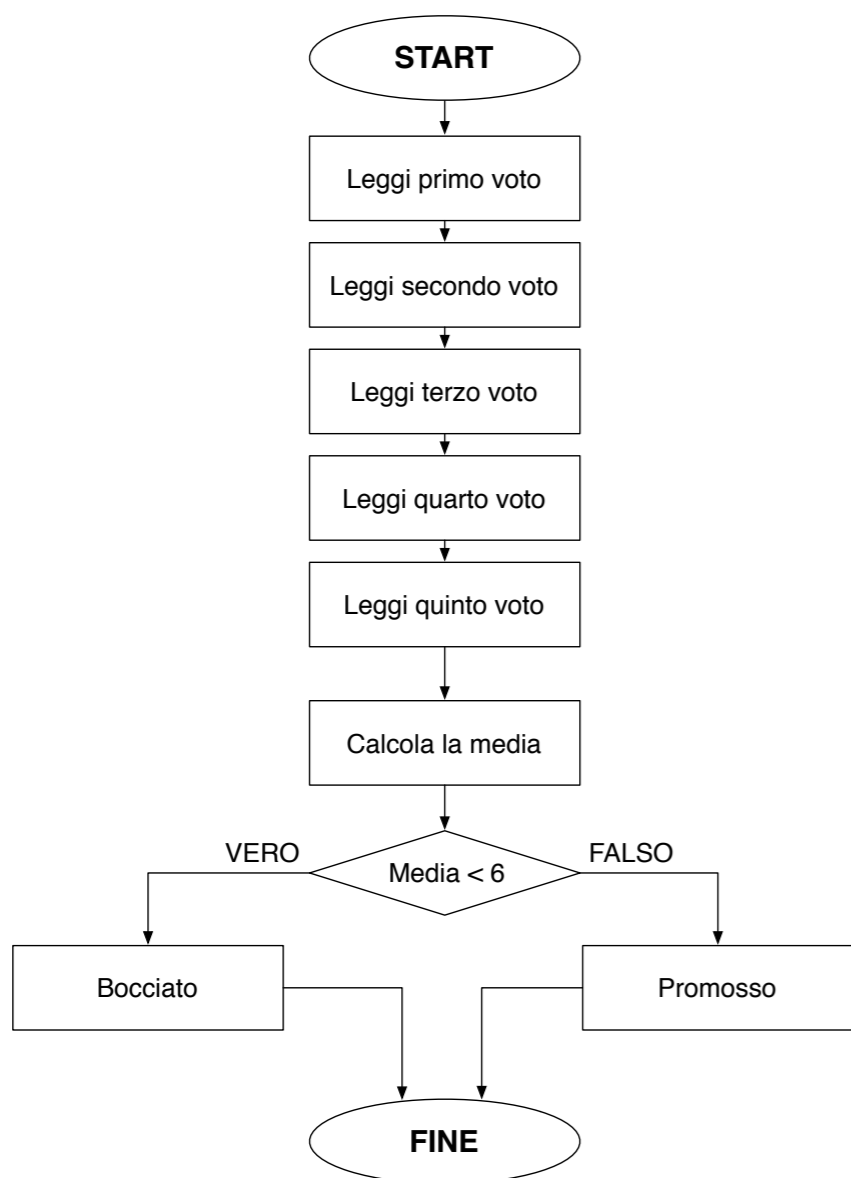 START
Leggi primo voto
Leggi secondo voto
Leggi terzo voto
Leggi quarto voto
Leggi quinto voto
Calcola la media
VERO
Media < 6
FALSO
Bocciato
Promosso
FINE